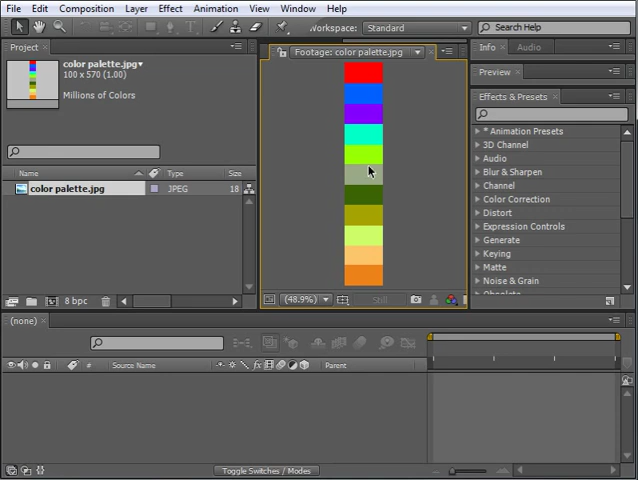 File Edit Composition Layer Effect Animation View Window Help
Workspace: Standard Search Help
Project
color palette.jpg
100 x 570 (1.00)
Millions of Colors
Name Type Size
color palette.jpg JPEG 18
8 bpc
Footage: color palette.jpg
(48.9%) Still
Info Audio
Preview
Effects & Presets
* Animation Presets
3D Channel
Audio
Blur & Sharpen
Channel
Color Correction
Distort
Expression Controls
Generate
Keying
Matte
Noise & Grain
(none)
# Source Name Parent
Toggle Switches / Modes